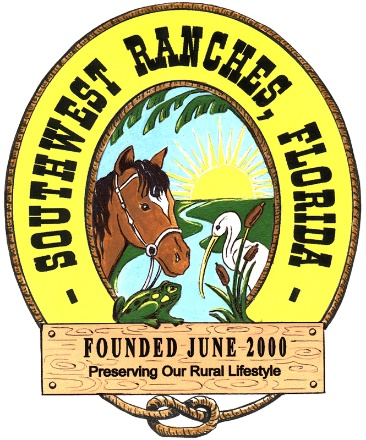 - SOUTHWEST RANCHES, FLORIDA -
FOUNDED JUNE 2000
Preserving Our Rural Lifestyle